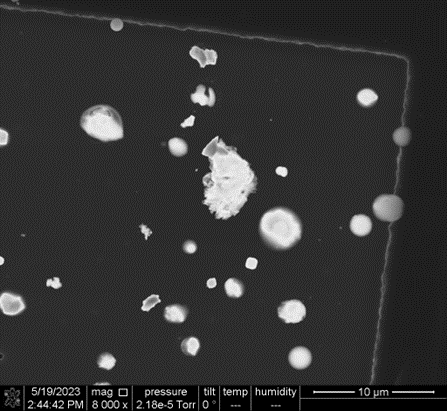 5/19/2023 mag □ pressure tilt temp humidity
2:44:42 PM 8 000 x 2.18e-5 Torr 0 ° --- --- 10 µm